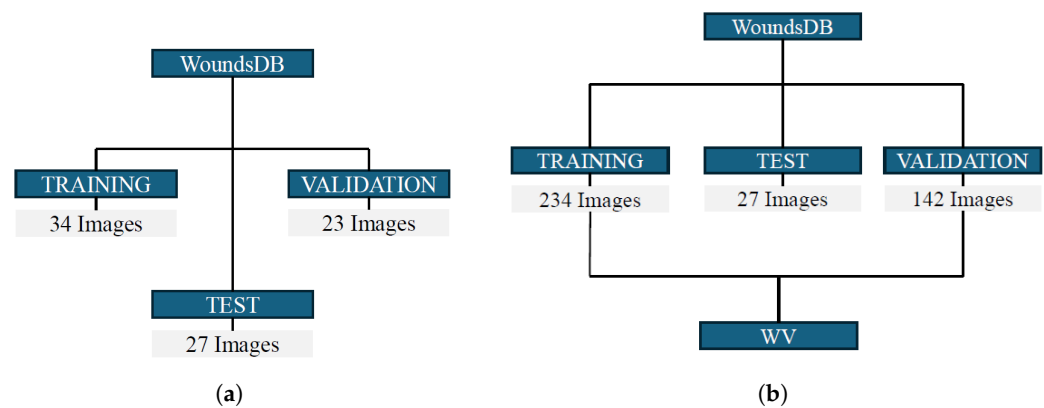 WoundsDB
TRAINING
VALIDATION
34 Images
23 Images
TEST
27 Images
(a)
WoundsDB
TRAINING
TEST
VALIDATION
234 Images
27 Images
142 Images
WV
(b)